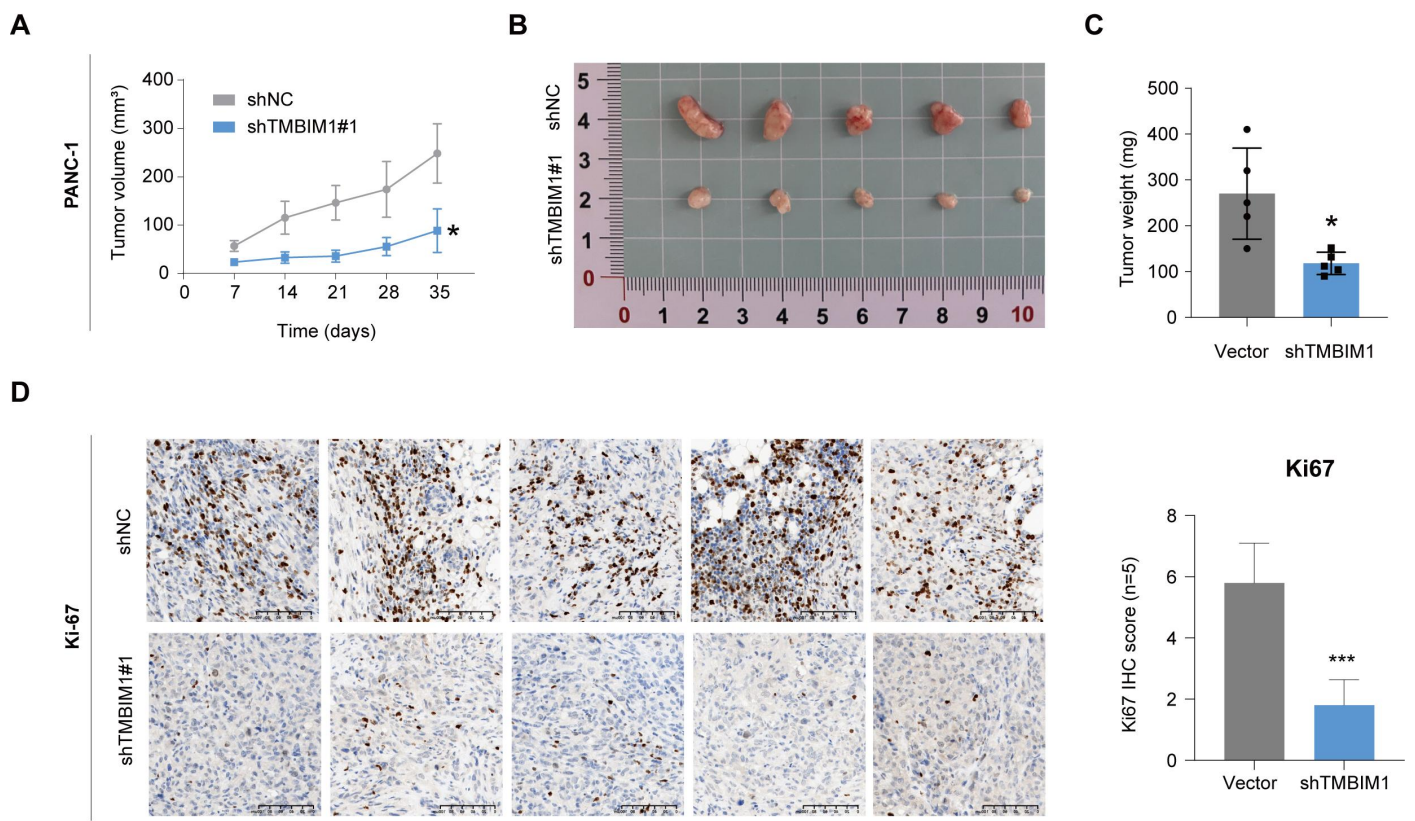 A
PANC-1
Tumor volume (mm³)
400
300
200
100
0
shNC
shTMBIM1#1
0 7 14 21 28 35
Time (days)
*
B
shNC
shTMBIM1#1
5
4
3
2
1
0
0 1 2 3 4 5 6 7 8 9 10
C
Tumor weight (mg)
500
400
300
200
100
0
*
Vector shTMBIM1
D
Ki-67
shNC
shTMBIM1#1
Ki67
Ki67 IHC score (n=5)
8
6
4
2
0
***
Vector shTMBIM1